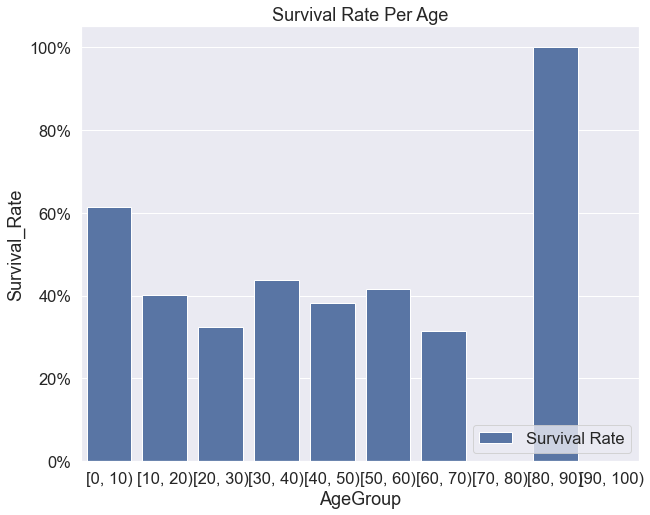 Survival Rate Per Age
Survival_Rate
100%
80%
60%
40%
20%
0%
Survival Rate
[0, 10) [10, 20) [20, 30) [30, 40) [40, 50) [50, 60) [60, 70) [70, 80) [80, 90) [90, 100)
AgeGroup